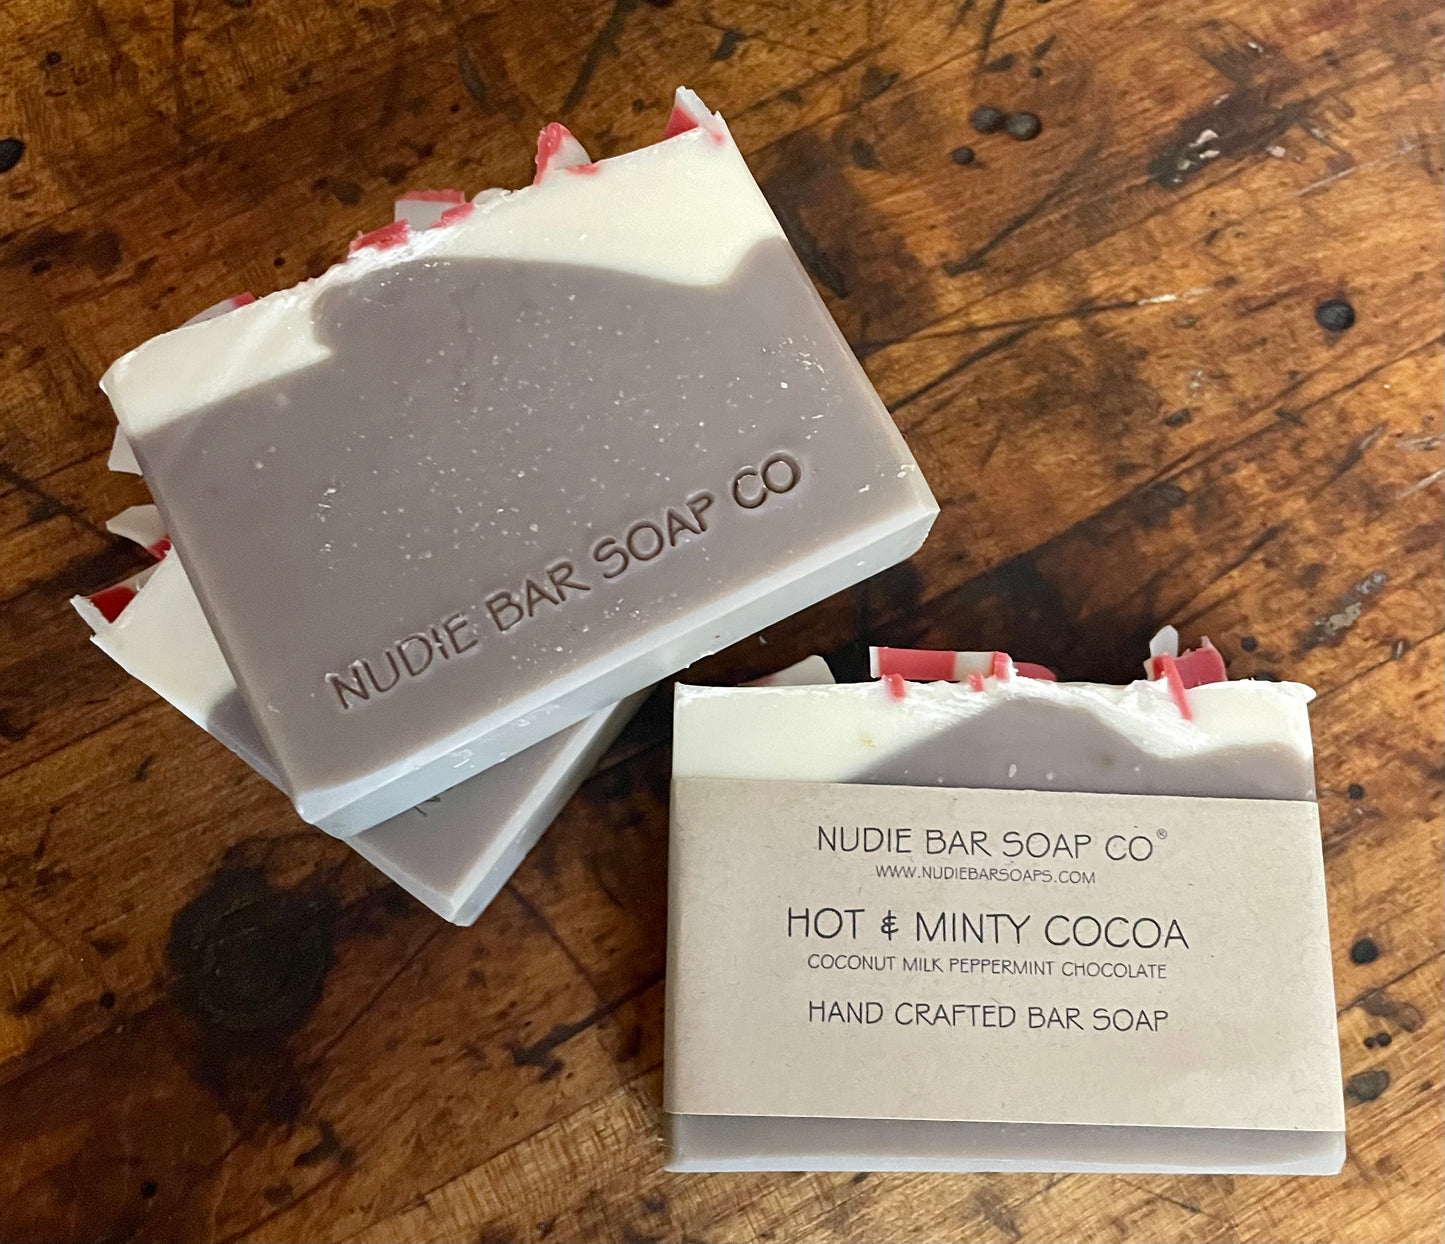 NUDIE BAR SOAP CO
NUDIE BAR SOAP CO®
WWW.NUDIEBARSOAPS.COM
HOT & MINTY COCOA
COCONUT MILK PEPPERMINT CHOCOLATE
HAND CRAFTED BAR SOAP